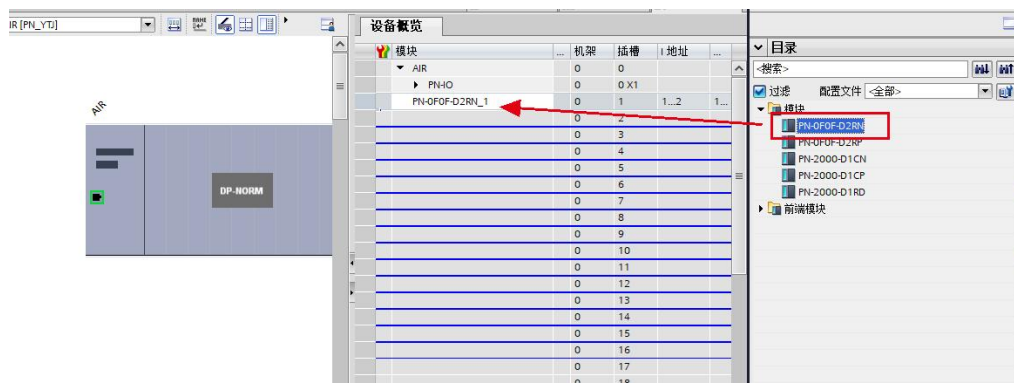 IR [PN_YTJ]
AIR
DP-NORM
设备概览
模块 ... 机架 插槽 I 地址 ...
AIR 0 0
PN-IO 0 0 X1
PN-0F0F-D2RN_1 0 1 1...2 1...
0 2
0 3
0 4
0 5
0 6
0 7
0 8
0 9
0 10
0 11
0 12
0 13
0 14
0 15
0 16
0 17
0 18
目录
<搜索>
过滤 配置文件 <全部>
模块
PN-0F0F-D2RN
PN-0F0F-D2RP
PN-2000-D1CN
PN-2000-D1CP
PN-2000-D1RD
前端模块